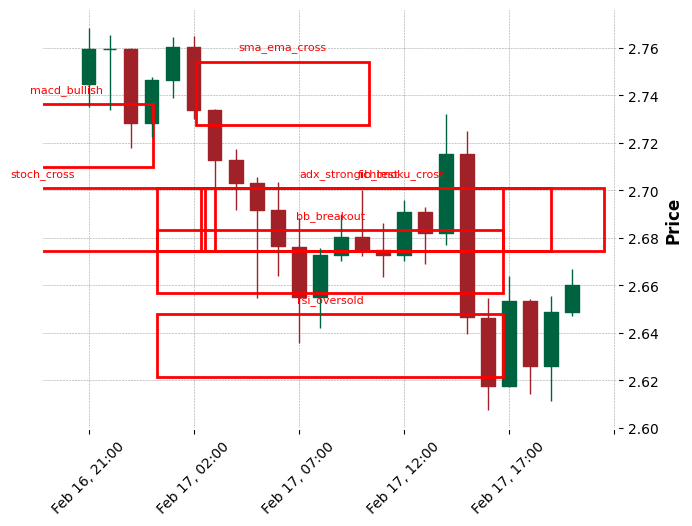 sma_ema_cross
macd_bullish
stoch_cross
bb_breakout
rsi_oversold
2.76
2.74
2.72
2.70
2.68
2.66
2.64
2.62
2.60
Price
Feb 16, 21:00
Feb 17, 02:00
Feb 17, 07:00
Feb 17, 12:00
Feb 17, 17:00